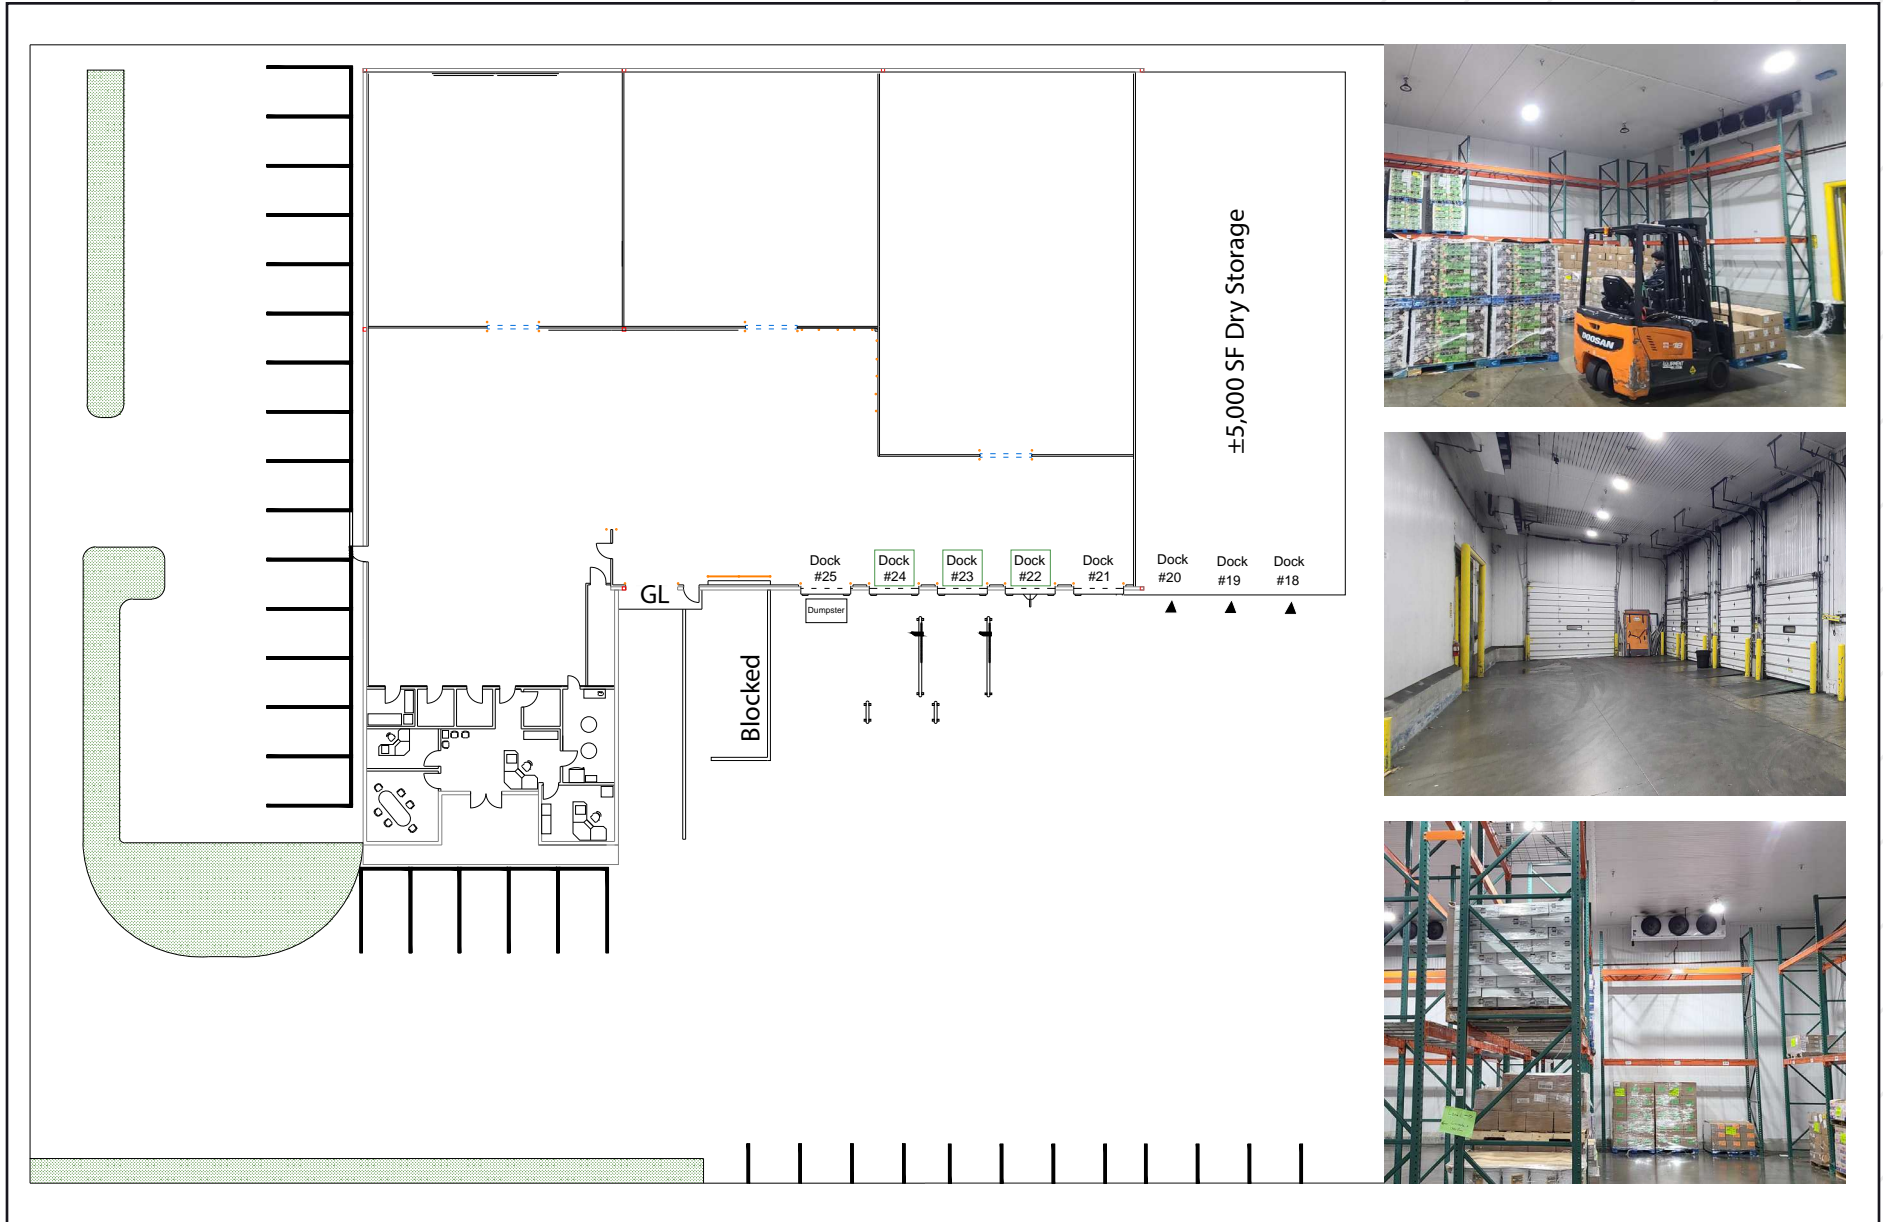 ±5,000 SF Dry Storage
Dock
#25
Dock
#24
Dock
#23
Dock
#22
Dock
#21
Dock
#20
Dock
#19
Dock
#18
GL
Dumpster
Blocked
DOOSAN